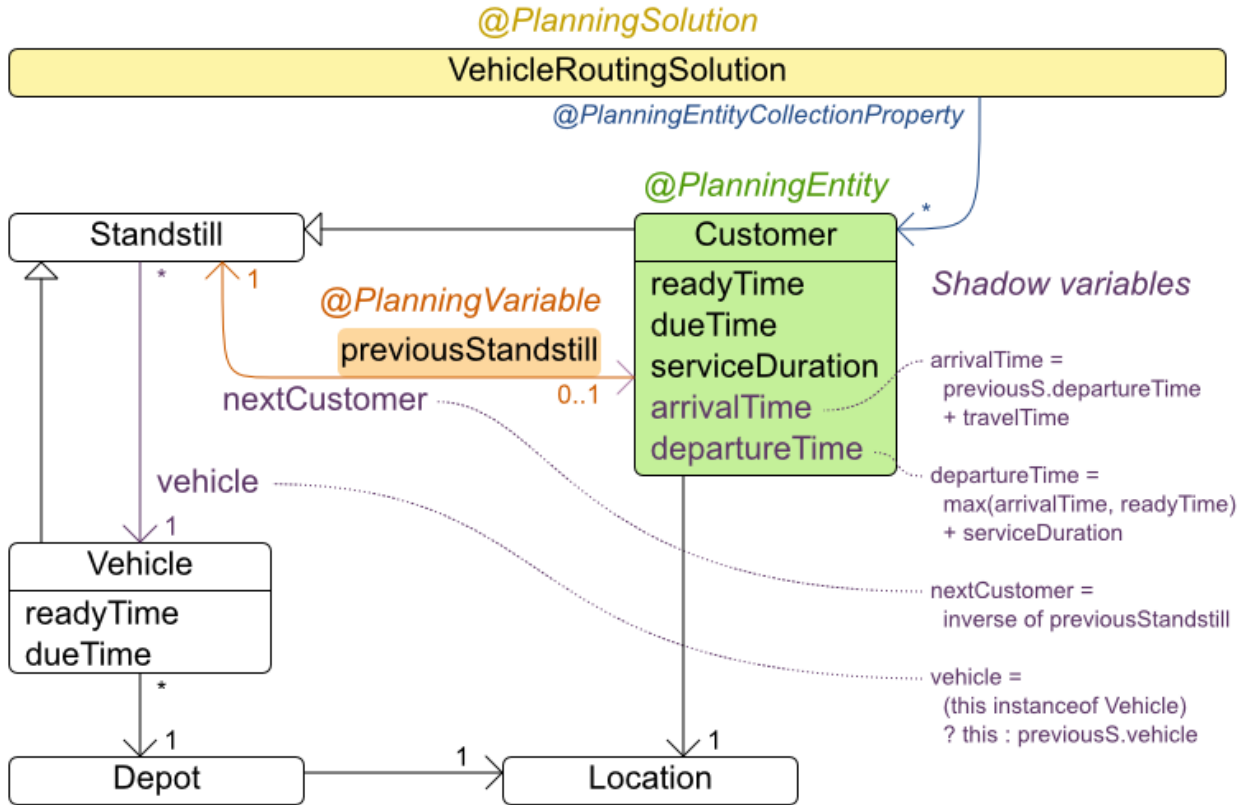 @PlanningSolution
VehicleRoutingSolution
@PlanningEntityCollectionProperty
@PlanningEntity
*
Standstill
Customer
*
1
@PlanningVariable
previousStandstill
nextCustomer
0..1
readyTime
dueTime
serviceDuration
arrivalTime
departureTime
Shadow variables
arrivalTime =
previousS.departureTime
+ travelTime
departureTime =
max(arrivalTime, readyTime)
+ serviceDuration
nextCustomer =
inverse of previousStandstill
vehicle =
(this instanceof Vehicle)
? this : previousS.vehicle
vehicle
1
Vehicle
readyTime
dueTime
*
1
Depot
1
1
Location